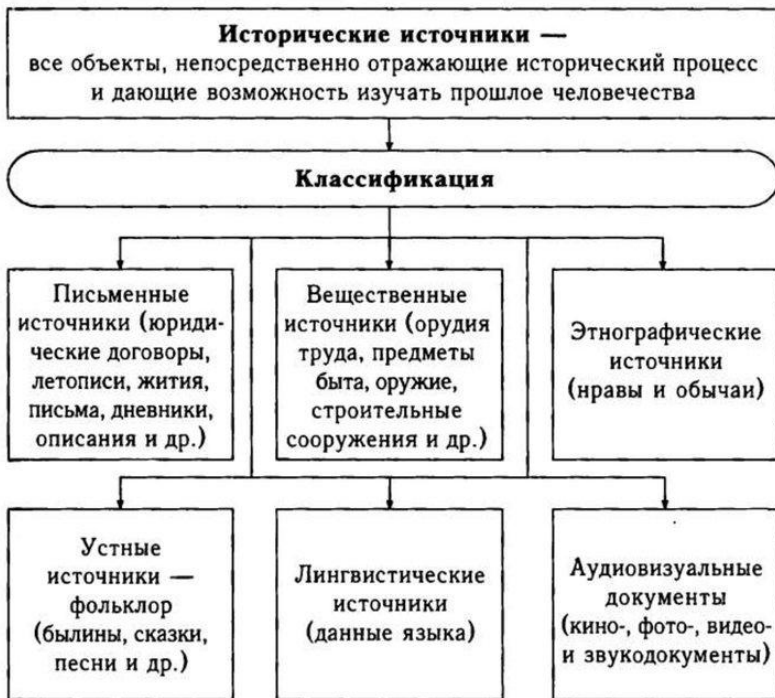 Исторические источники —
все объекты, непосредственно отражающие исторический процесс
и дающие возможность изучать прошлое человечества
Классификация
Письменные
источники (юриди-
ческие договоры,
летописи, жития,
письма, дневники,
описания и др.)
Вещественные
источники (орудия
труда, предметы
быта, оружие,
строительные
сооружения и др.)
Этнографические
источники
(нравы и обычаи)
Устные
источники —
фольклор
(былины, сказки,
песни и др.)
Лингвистические
источники
(данные языка)
Аудиовизуальные
документы
(кино-, фото-, видео-
и звукодокументы)